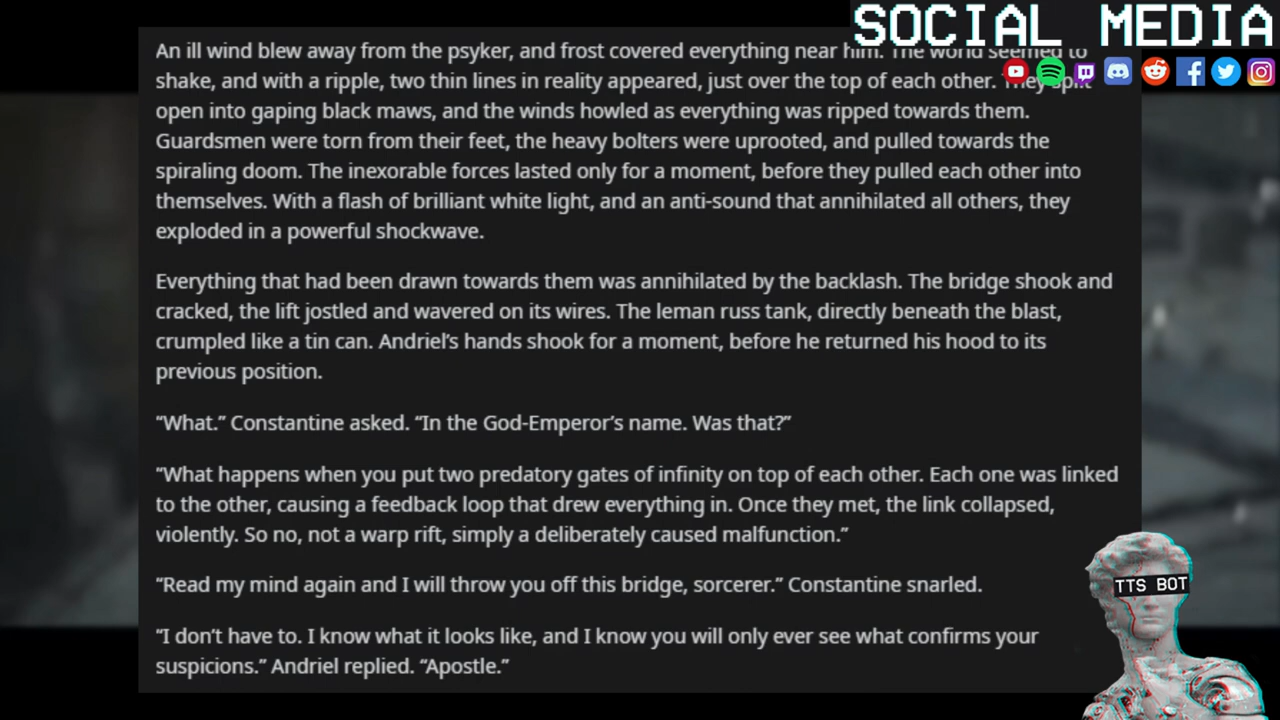 SOCIAL MEDIA
An ill wind blew away from the psyker, and frost covered everything near him. The world seemed to
shake, and with a ripple, two thin lines in reality appeared, just over the top of each other. They split
open into gaping black maws, and the winds howled as everything was ripped towards them.
Guardsmen were torn from their feet, the heavy bolters were uprooted, and pulled towards the
spiraling doom. The inexorable forces lasted only for a moment, before they pulled each other into
themselves. With a flash of brilliant white light, and an anti-sound that annihilated all others, they
exploded in a powerful shockwave.
Everything that had been drawn towards them was annihilated by the backlash. The bridge shook and
cracked, the lift jostled and wavered on its wires. The leman russ tank, directly beneath the blast,
crumpled like a tin can. Andriel’s hands shook for a moment, before he returned his hood to its
previous position.
“What.” Constantine asked. “In the God-Emperor’s name. Was that?”
“What happens when you put two predatory gates of infinity on top of each other. Each one was linked
to the other, causing a feedback loop that drew everything in. Once they met, the link collapsed,
violently. So no, not a warp rift, simply a deliberately caused malfunction.”
“Read my mind again and I will throw you off this bridge, sorcerer.” Constantine snarled.
“I don’t have to. I know what it looks like, and I know you will only ever see what confirms your
suspicions.” Andriel replied. “Apostle.”
TTS BOT